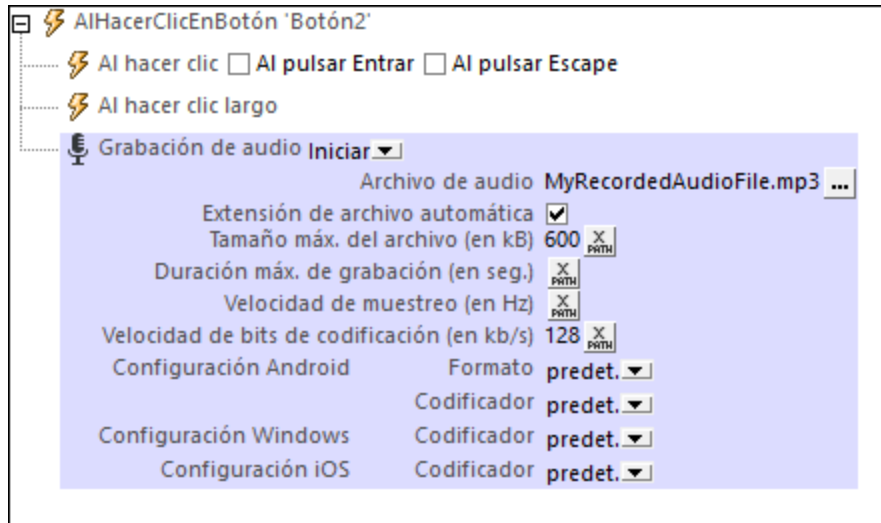 AlHacerClicEnBotón 'Botón2'
Al hacer clic Al pulsar Entrar Al pulsar Escape
Al hacer clic largo
Grabación de audio Iniciar
Archivo de audio MyRecordedAudioFile.mp3 ...
Extensión de archivo automática
Tamaño máx. del archivo (en kB) 600 X PATH
Duración máx. de grabación (en seg.) X PATH
Velocidad de muestreo (en Hz) X PATH
Velocidad de bits de codificación (en kb/s) 128 X PATH
Configuración Android Formato predet.
Codificador predet.
Configuración Windows Codificador predet.
Configuración iOS Codificador predet.